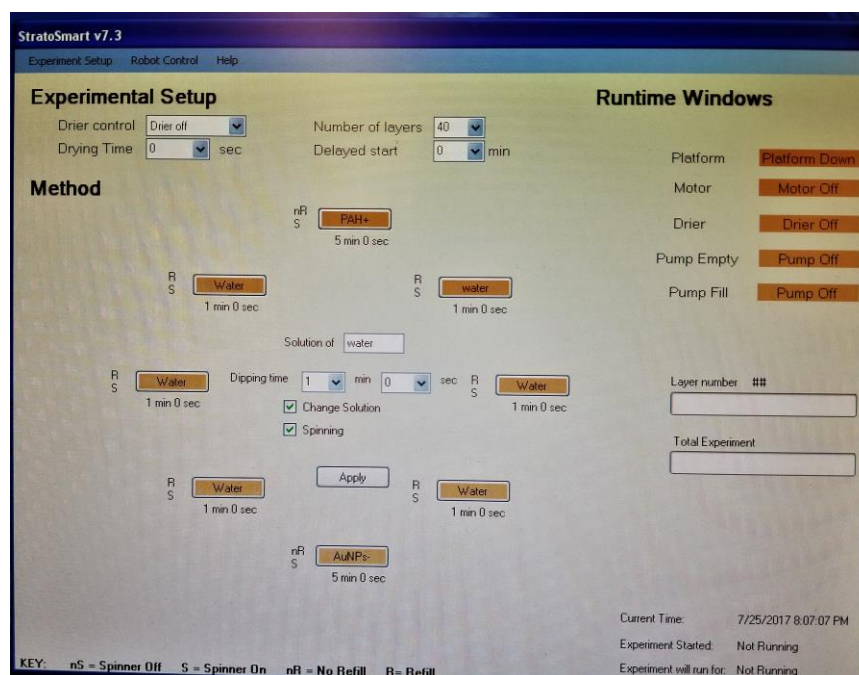 StratoSmart v7.3
Experiment Setup Robot Control Help
Experimental Setup
Runtime Windows
Drier control Drier off
Number of layers 40
Drying Time 0 sec
Delayed start 0 min
Platform Platform Down
Method
Motor Motor Off
nR
S
PAH+
5 min 0 sec
Drier Drier Off
Pump Empty Pump Off
R
S
Water
1 min 0 sec
R
S
water
1 min 0 sec
Pump Fill Pump Off
Solution of water
R
S
Water
1 min 0 sec
Dipping time 1 min 0 sec
R
S
Water
1 min 0 sec
Change Solution
Spinning
Layer number ##
Total Experiment
Apply
R
S
Water
1 min 0 sec
R
S
Water
1 min 0 sec
nR
S
AuNPs-
5 min 0 sec
Current Time: 7/25/2017 8:07:07 PM
Experiment Started: Not Running
Experiment will run for: Not Running
KEY: nS = Spinner Off S = Spinner On nR = No Refill R= Refill